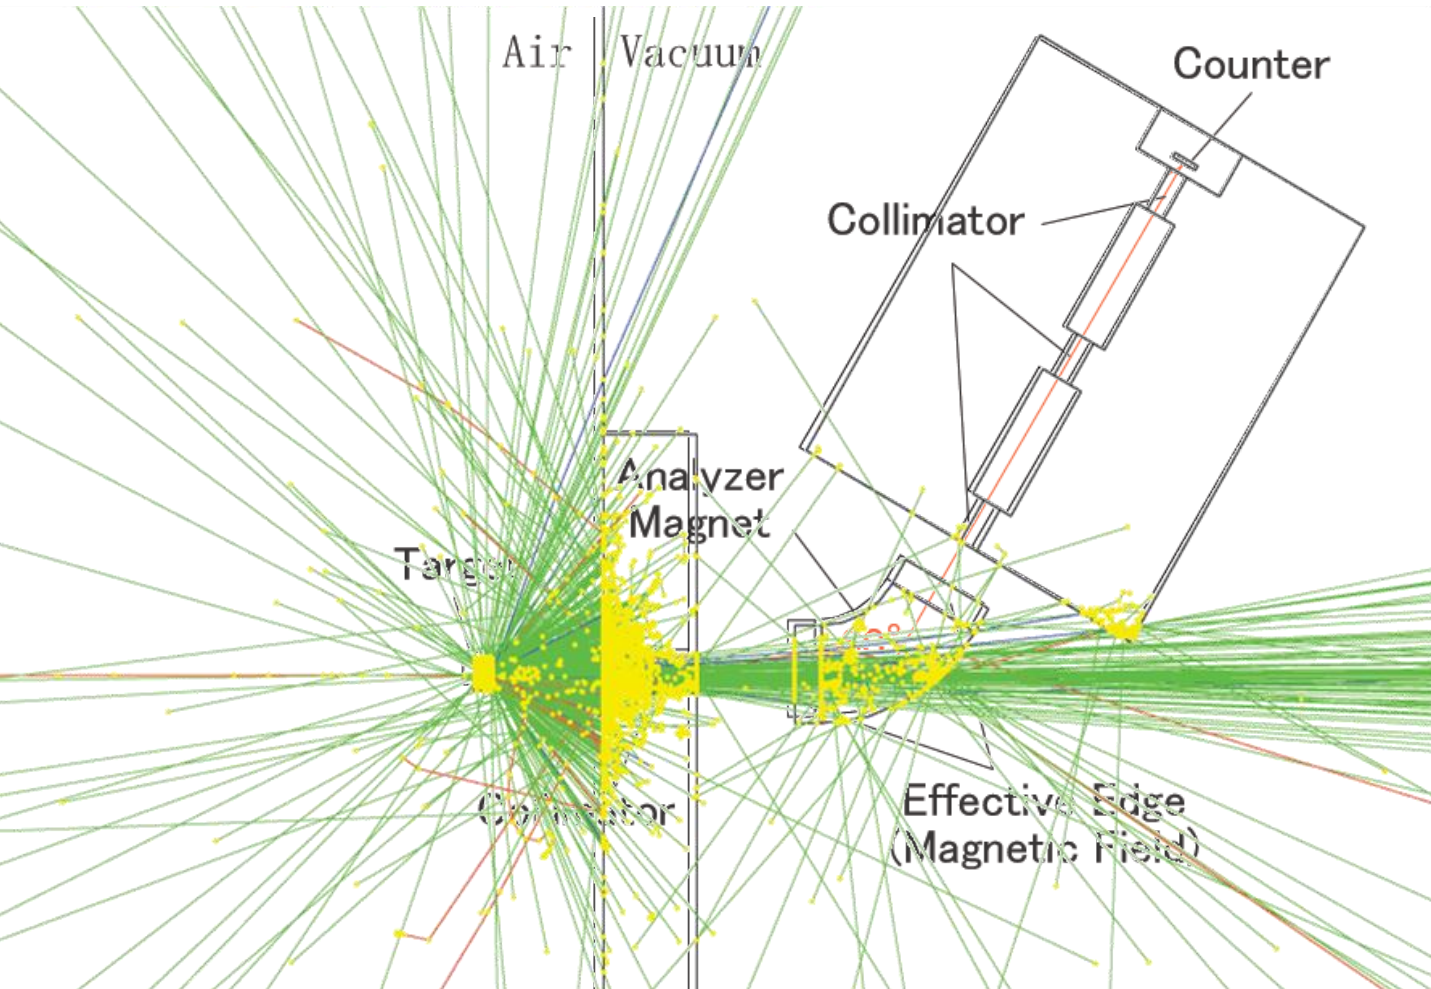 Air
Vacuum
Counter
Collimator
Analyzer
Magnet
Target
Collimator
Effective Edge
(Magnetic Field)